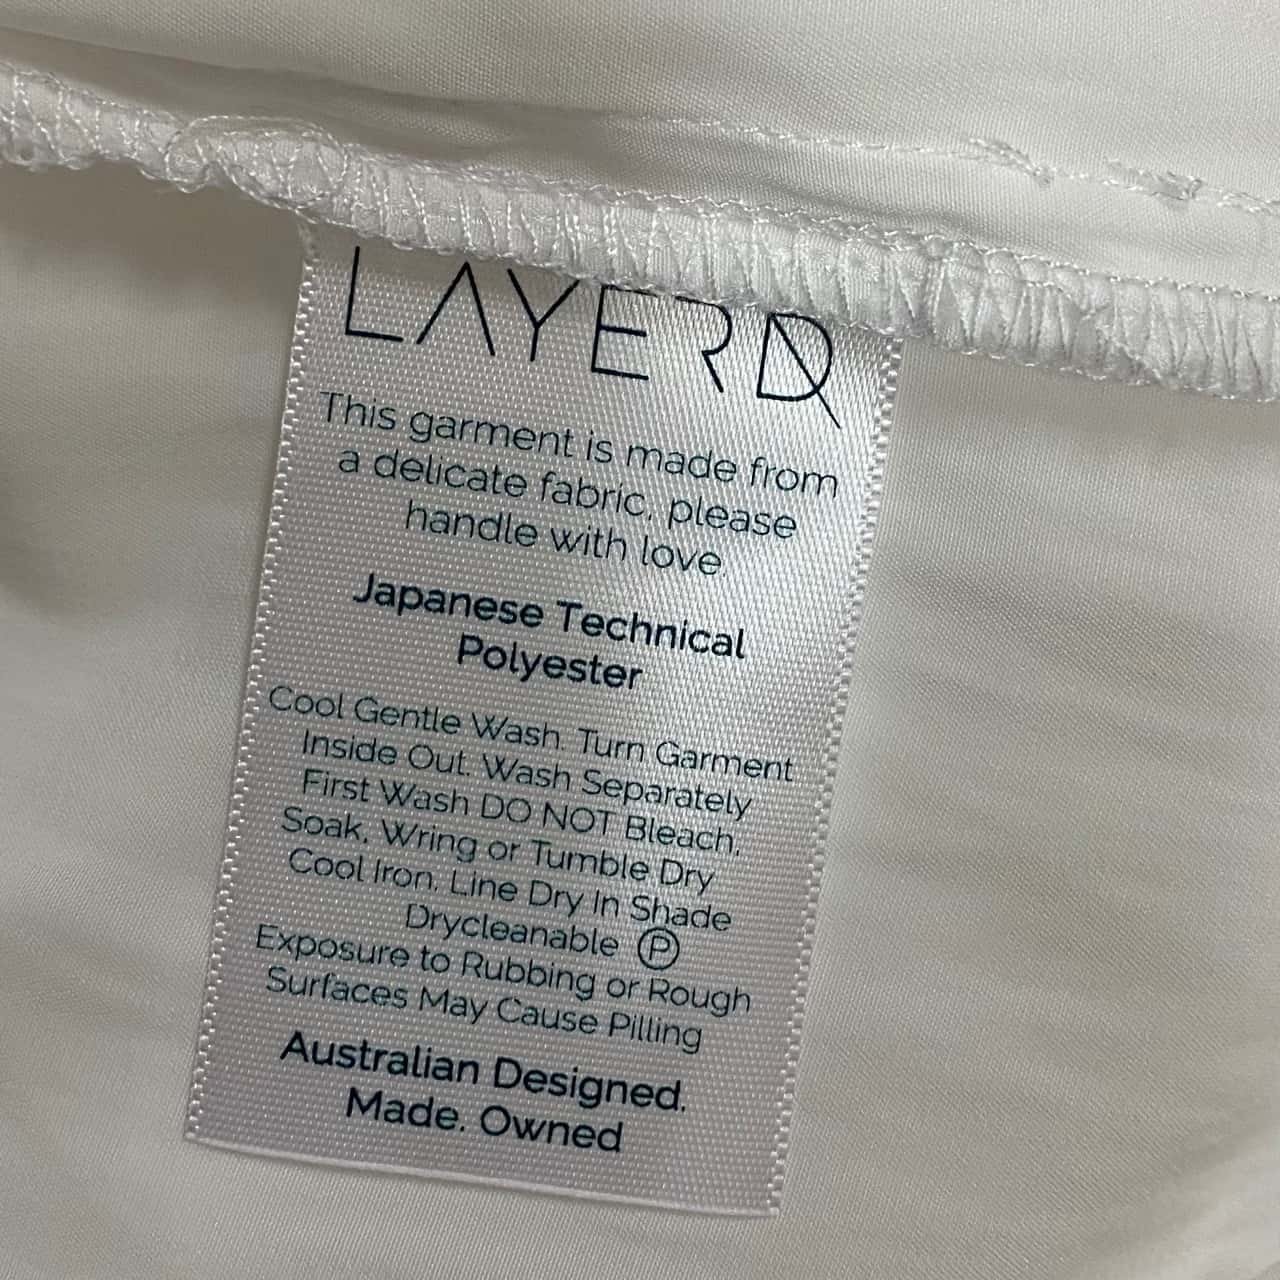 LAYER'D
This garment is made from
a delicate fabric, please
handle with love.
Japanese Technical
Polyester
Cool Gentle Wash. Turn Garment
Inside Out. Wash Separately
First Wash DO NOT Bleach,
Soak, Wring or Tumble Dry
Cool Iron. Line Dry In Shade
Drycleanable Ⓟ
Exposure to Rubbing or Rough
Surfaces May Cause Pilling
Australian Designed.
Made. Owned